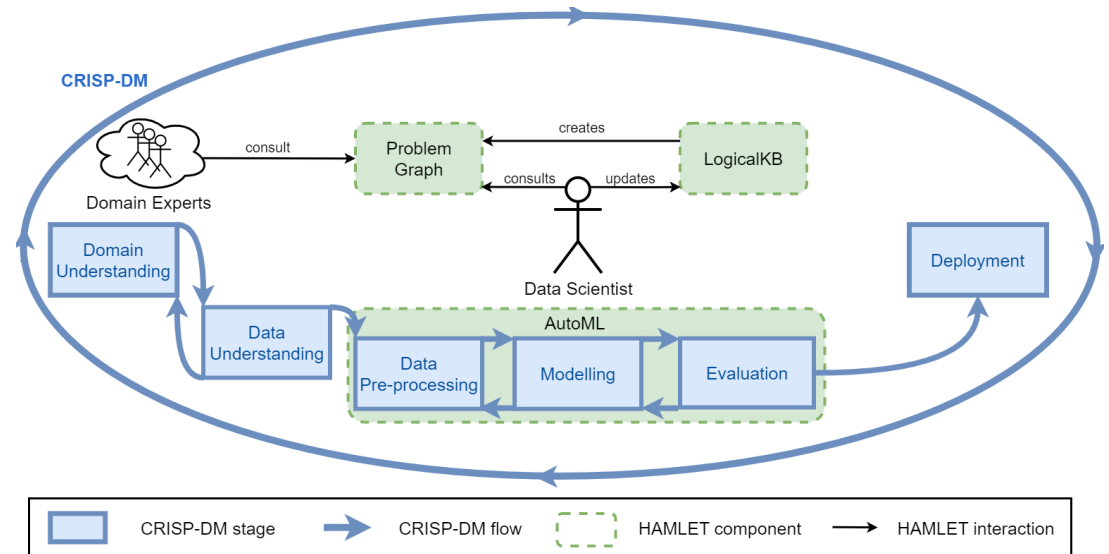 CRISP-DM
consult
Problem
Graph
creates
LogicalKB
consults
updates
Domain Experts
Domain
Understanding
Data Scientist
Deployment
Data
Understanding
AutoML
Data
Pre-processing
Modelling
Evaluation
CRISP-DM stage
CRISP-DM flow
HAMLET component
HAMLET interaction